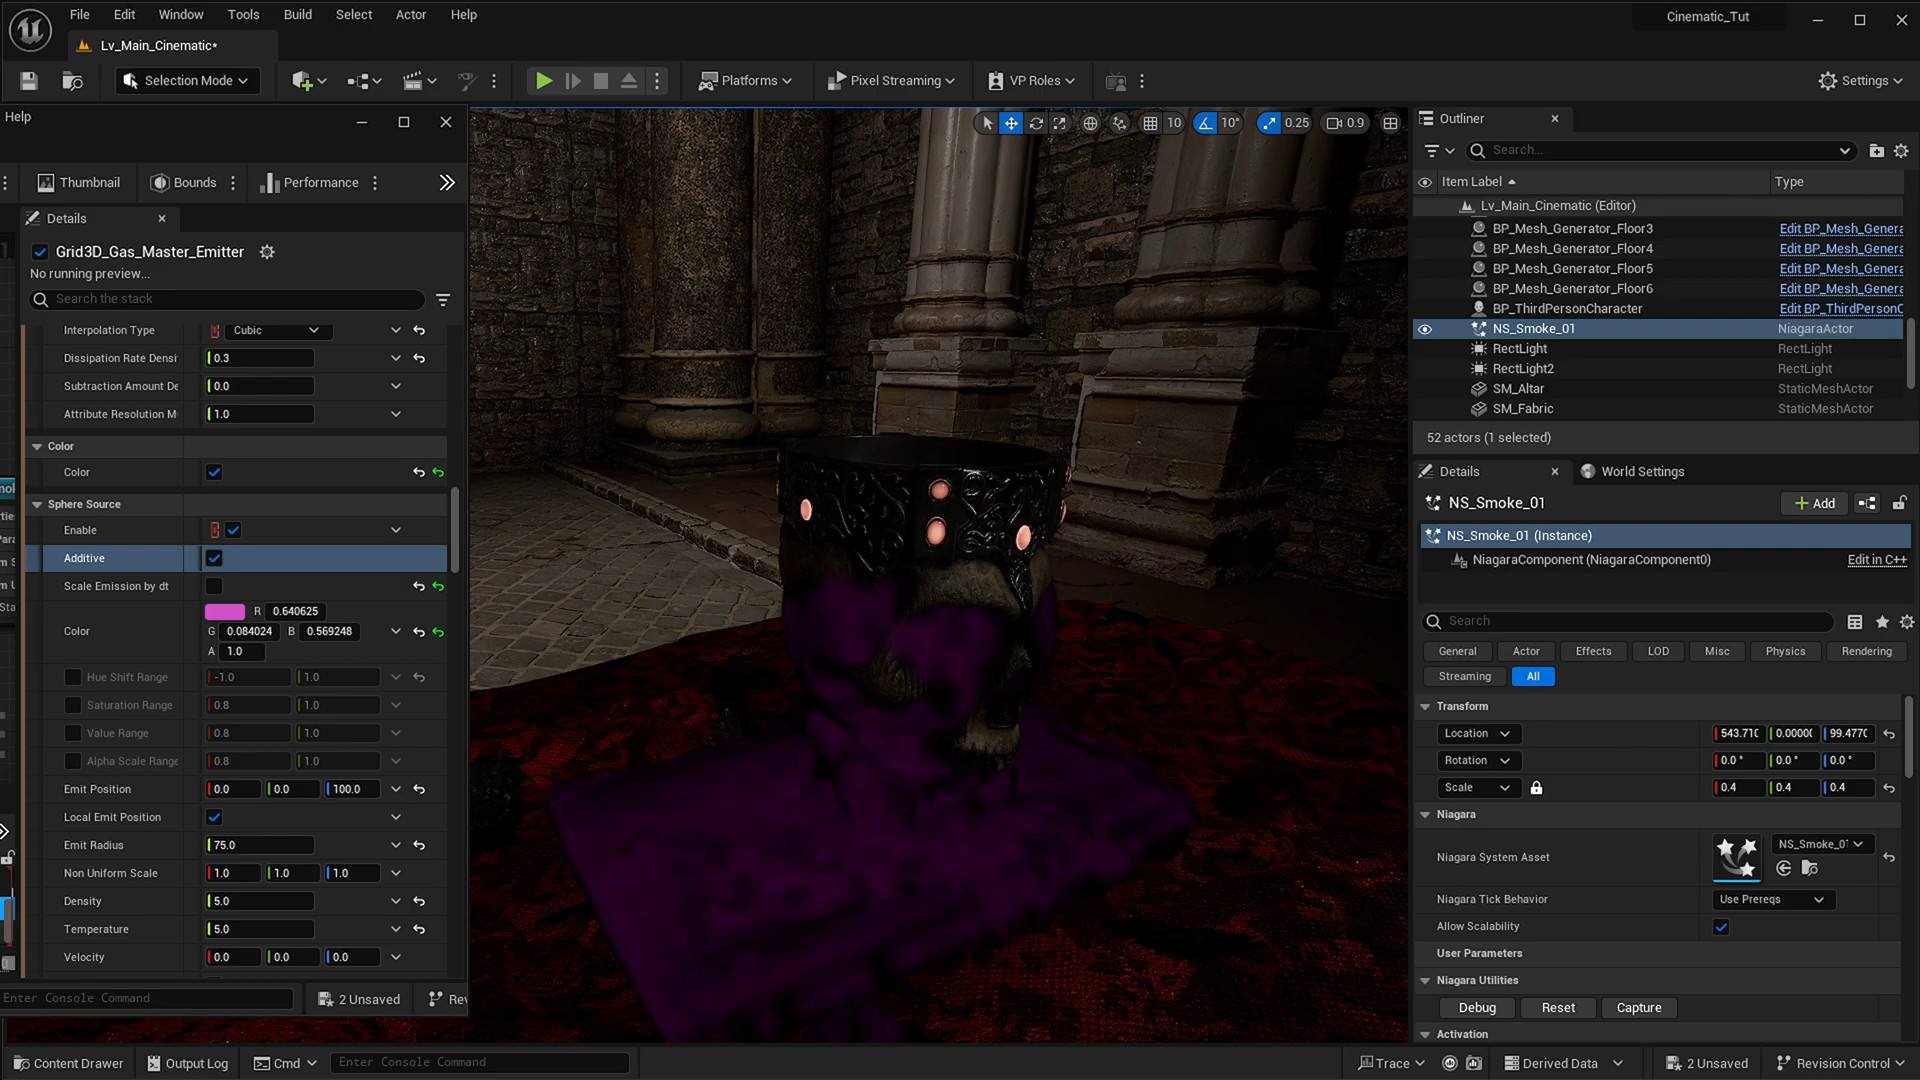 File Edit Window Tools Build Select Actor Help
Cinematic_Tut
Lv_Main_Cinematic*
Selection Mode
Platforms
Pixel Streaming
VP Roles
Settings
Help
Thumbnail
Bounds
Performance
Details
Grid3D_Gas_Master_Emitter
No running preview...
Search the stack
Interpolation Type Cubic
Dissipation Rate Densi 0.3
Subtraction Amount De 0.0
Attribute Resolution M 1.0
Color
Color
Sphere Source
Enable
Additive
Scale Emission by dt
R 0.640625
Color G 0.084024 B 0.569248
A 1.0
Hue Shift Range -1.0 1.0
Saturation Range 0.8 1.0
Value Range 0.8 1.0
Alpha Scale Range 0.8 1.0
Emit Position 0.0 0.0 100.0
Local Emit Position
Emit Radius 75.0
Non Uniform Scale 1.0 1.0 1.0
Density 5.0
Temperature 5.0
Velocity 0.0 0.0 0.0
Enter Console Command
2 Unsaved
Rev
10 10° 0.25 0.9
Outliner
Search...
Item Label Type
Lv_Main_Cinematic (Editor)
BP_Mesh_Generator_Floor3 Edit BP_Mesh_Genera
BP_Mesh_Generator_Floor4 Edit BP_Mesh_Genera
BP_Mesh_Generator_Floor5 Edit BP_Mesh_Genera
BP_Mesh_Generator_Floor6 Edit BP_Mesh_Genera
BP_ThirdPersonCharacter Edit BP_ThirdPersonC
NS_Smoke_01 NiagaraActor
RectLight RectLight
RectLight2 RectLight
SM_Altar StaticMeshActor
SM_Fabric StaticMeshActor
52 actors (1 selected)
Details
World Settings
NS_Smoke_01
Add
NS_Smoke_01 (Instance)
NiagaraComponent (NiagaraComponent0) Edit in C++
Search
General Actor Effects LOD Misc Physics Rendering
Streaming All
Transform
Location 543.71 0.0000 99.477
Rotation 0.0 ° 0.0 ° 0.0 °
Scale 0.4 0.4 0.4
Niagara
Niagara System Asset NS_Smoke_0
Niagara Tick Behavior Use Prereqs
Allow Scalability
User Parameters
Niagara Utilities
Debug Reset Capture
Activation
Content Drawer
Output Log
Cmd
Enter Console Command
Trace
Derived Data
2 Unsaved
Revision Control